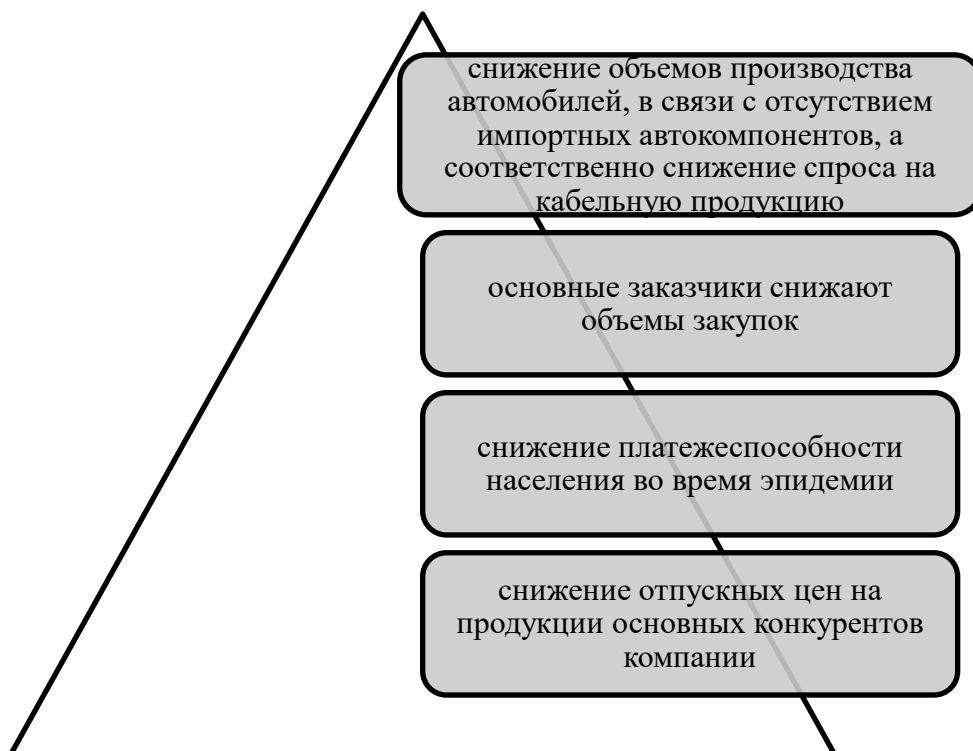 снижение объемов производства
автомобилей, в связи с отсутствием
импортных автокомпонентов, а
соответственно снижение спроса на
кабельную продукцию
основные заказчики снижают
объемы закупок
снижение платежеспособности
населения во время эпидемии
снижение отпускных цен на
продукции основных конкурентов
компании